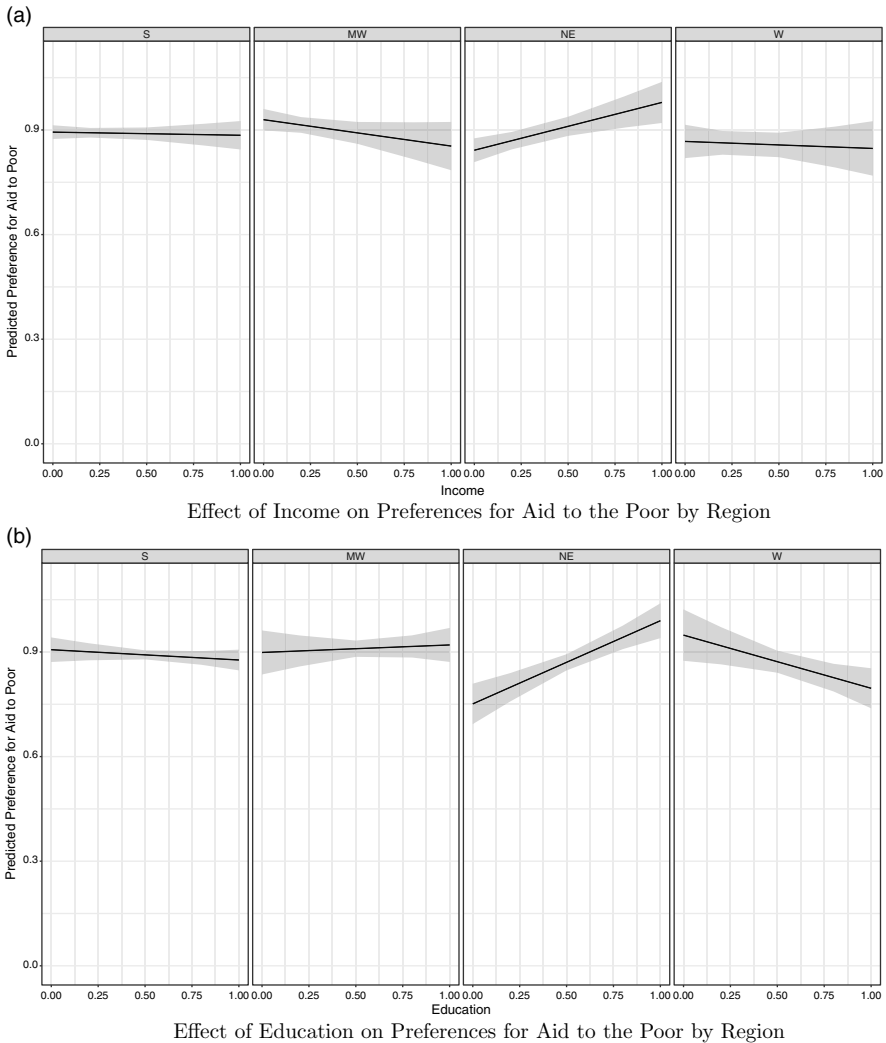 (a)
S MW NE W
Predicted Preference for Aid to Poor
0.9
0.6
0.3
0.0
0.00 0.25 0.50 0.75 1.00 0.00 0.25 0.50 0.75 1.00 0.00 0.25 0.50 0.75 1.00 0.00 0.25 0.50 0.75 1.00
Income
Effect of Income on Preferences for Aid to the Poor by Region
(b)
S MW NE W
Predicted Preference for Aid to Poor
0.9
0.6
0.3
0.0
0.00 0.25 0.50 0.75 1.00 0.00 0.25 0.50 0.75 1.00 0.00 0.25 0.50 0.75 1.00 0.00 0.25 0.50 0.75 1.00
Education
Effect of Education on Preferences for Aid to the Poor by Region